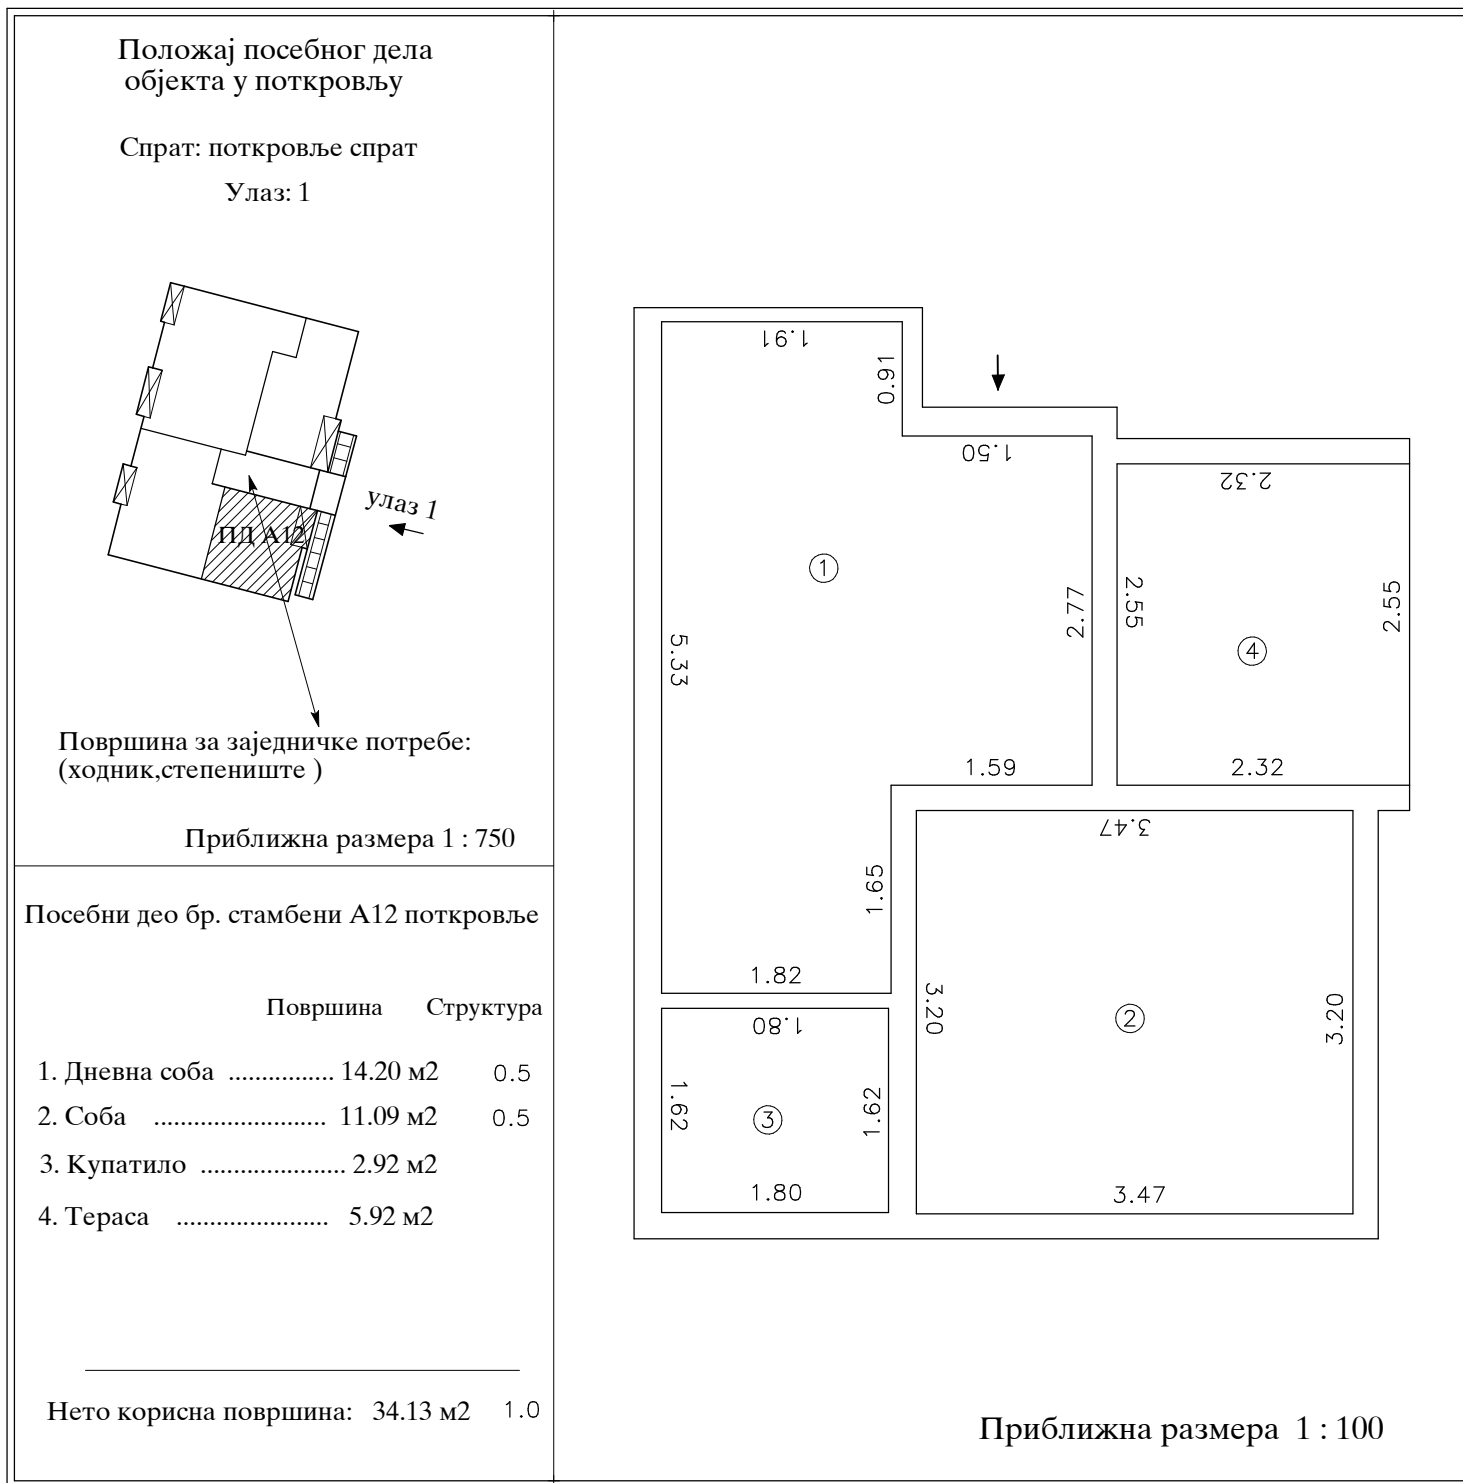 Положај посебног дела
објекта у поткровљу
Спрат: поткровље спрат
Улаз: 1
улаз 1
ПД А12
Површина за заједничке потребе:
(ходник,степениште )
Приближна размера 1 : 750
Посебни део бр. стамбени А12 поткровље
Површина Структура
1. Дневна соба ................ 14.20 м2 0.5
2. Соба .......................... 11.09 м2 0.5
3. Купатило ...................... 2.92 м2
4. Тераса ....................... 5.92 м2
Нето корисна површина: 34.13 м2 1.0
1.91
0.61
1.50
2.32
1
2.77
2.55
2.55
5.33
4
1.59
2.32
3.47
1.65
1.82
1.80
3.20
2
3.20
1.62
3
1.62
1.80
3.47
Приближна размера 1 : 100